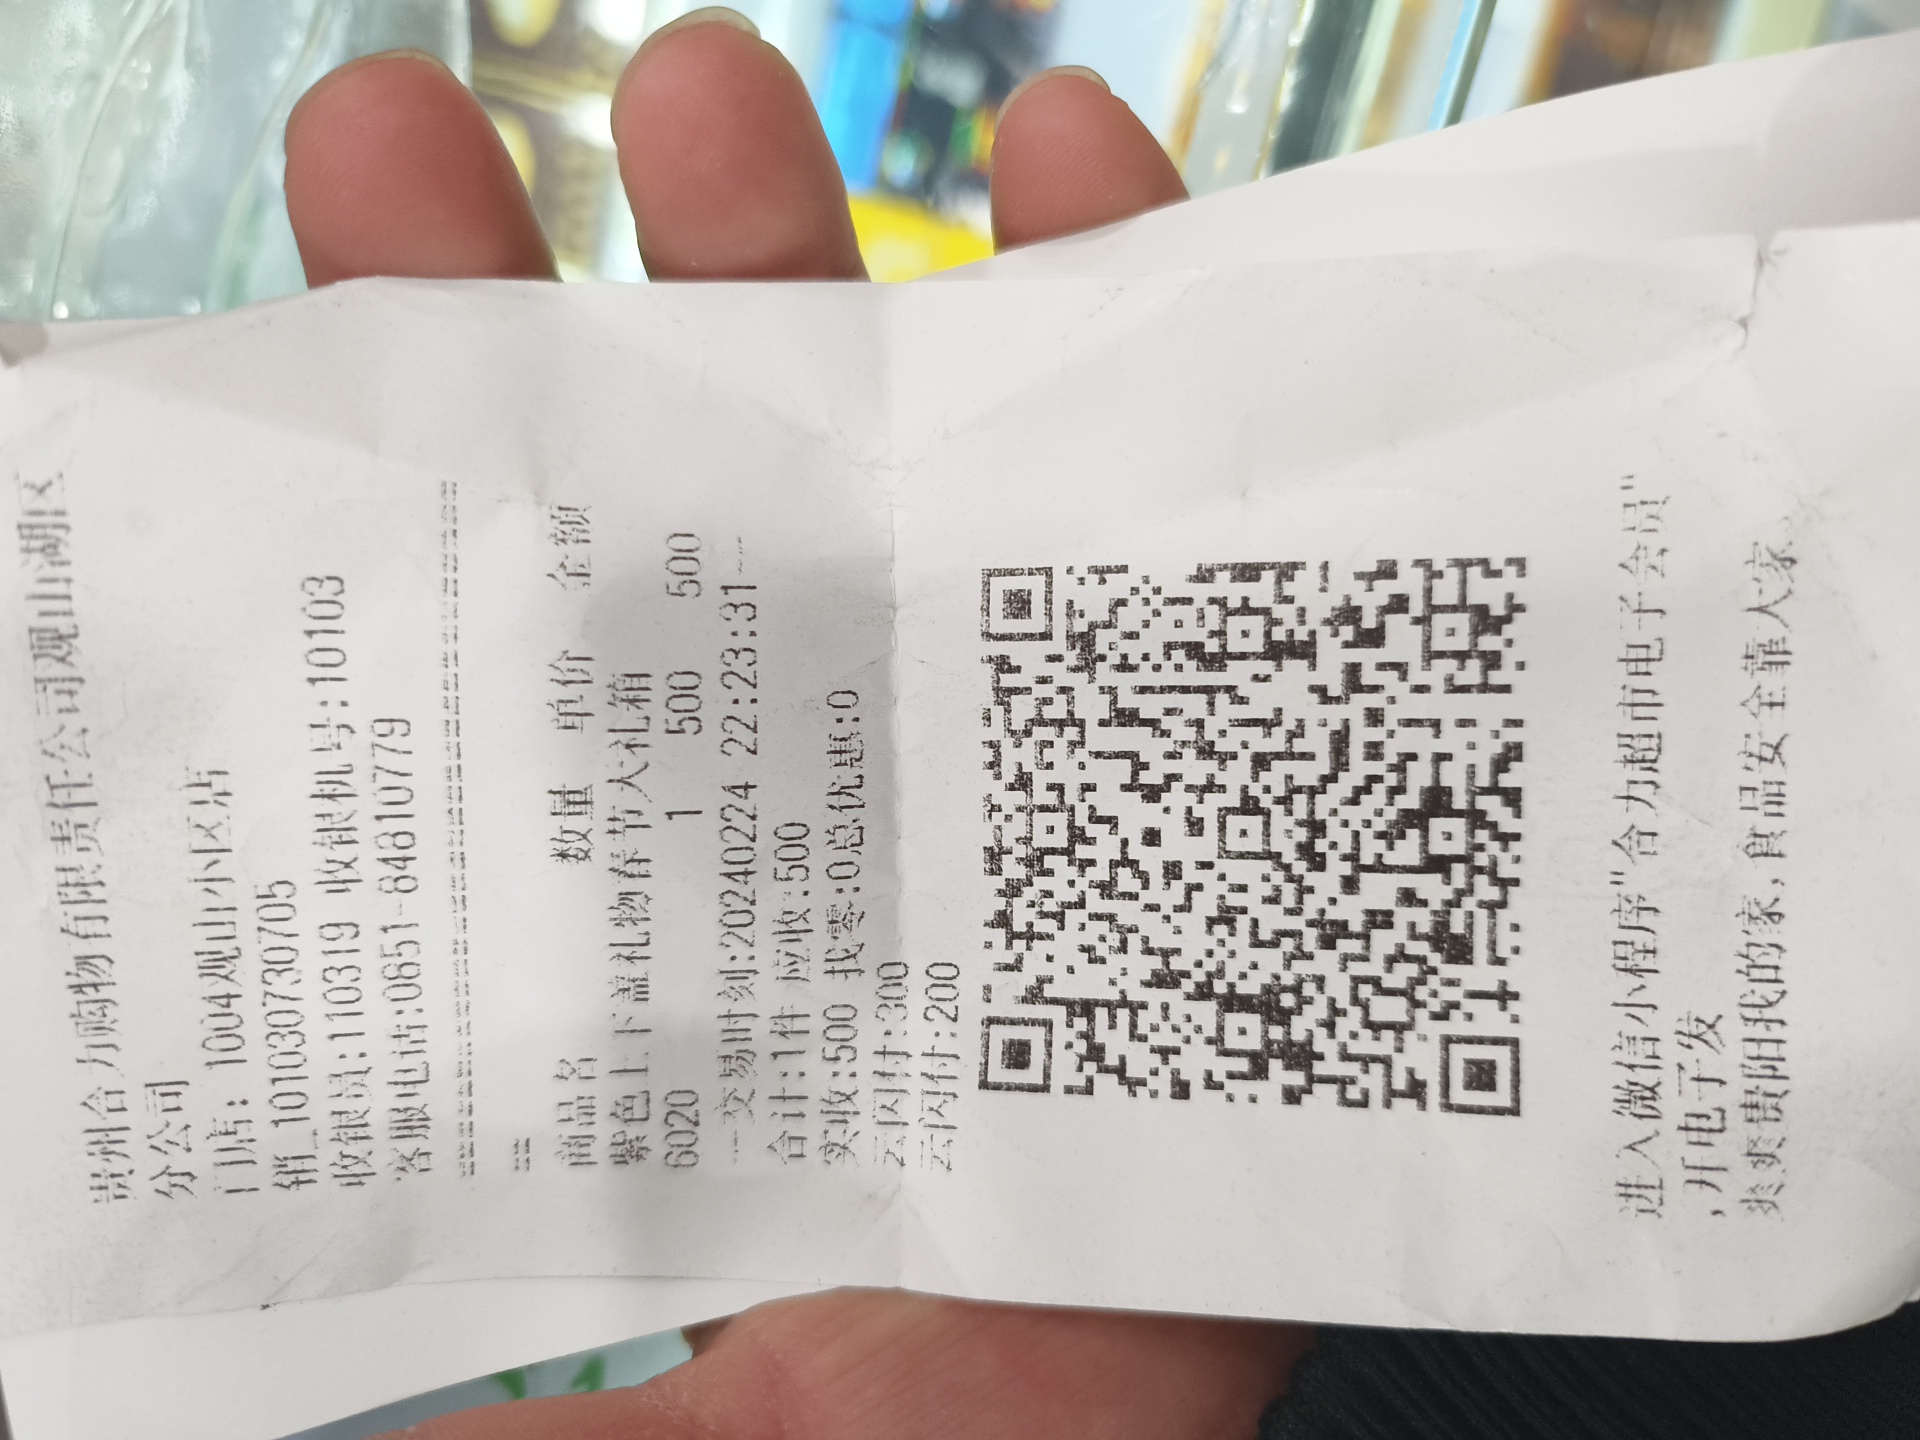 贵州合力购物有限责任公司观山湖区
分公司
门店: 1004观山小区店
销_1010307730705
收银员:110319 收银机号:10103
客服电话:0851-84810779
==
商品名 数量 单价 金额
紫色上下盖礼物春节大礼箱
6020 1 500 500
--交易时刻:20240224 22:23:31--
合计:1件 应收:500
实收:500 找零:0总优惠:0
云闪付:300
云闪付:200
进入微信小程序"合力超市电子会员"
,开电子发
爽爽贵阳我的家,食品安全靠大家